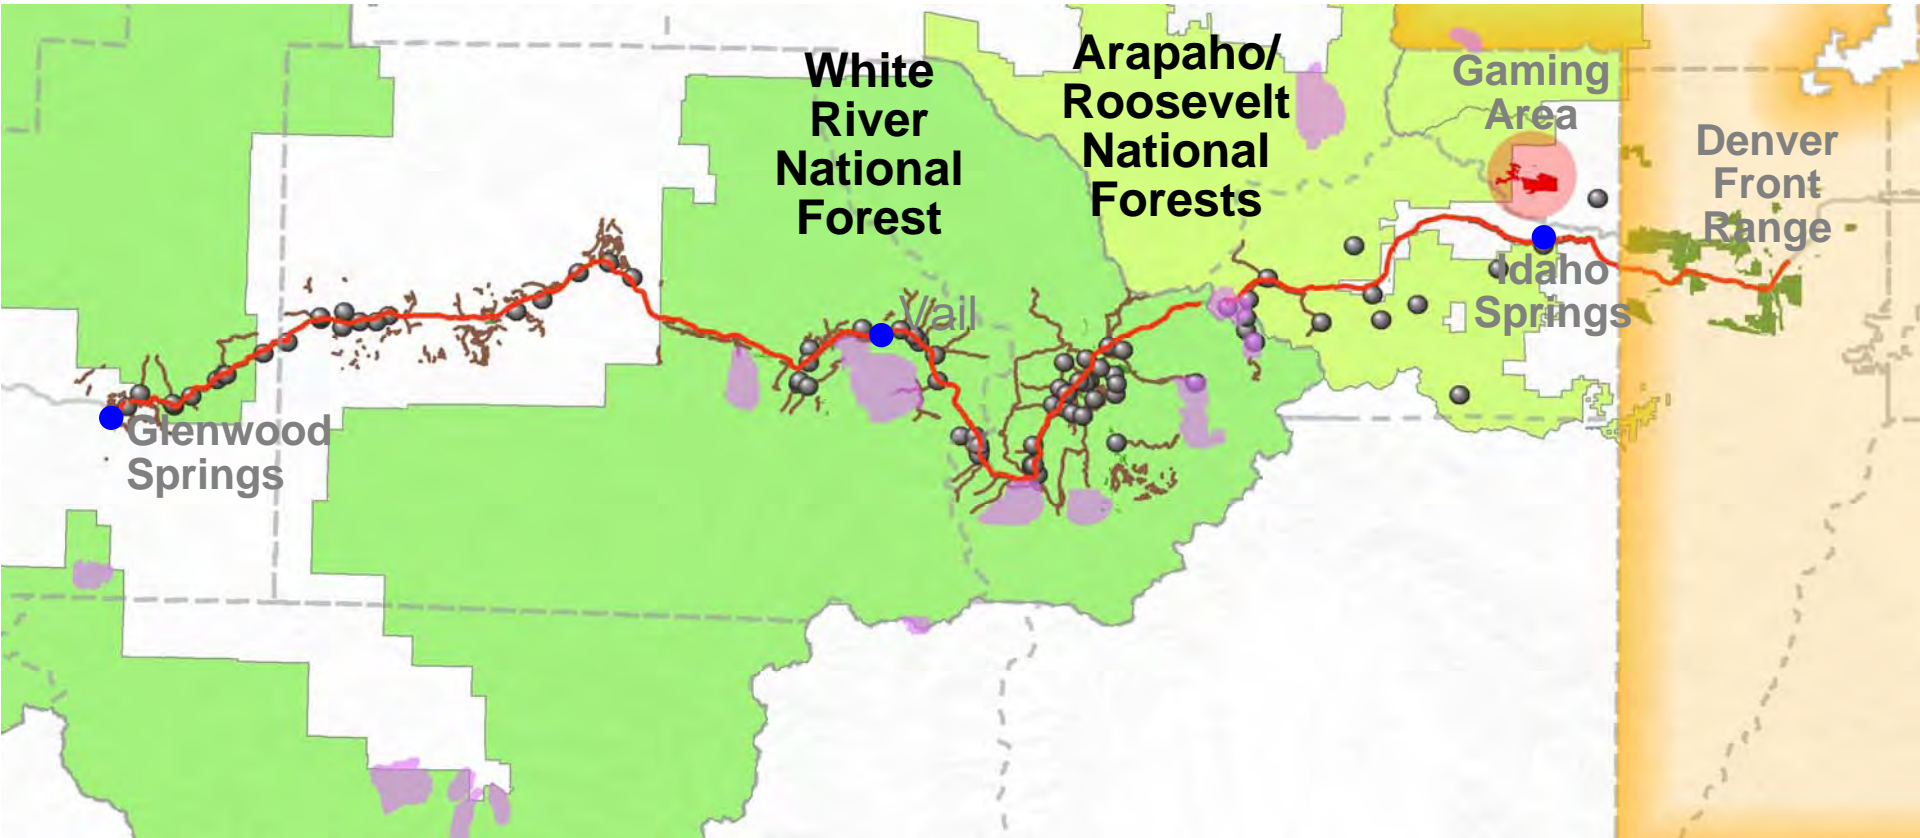 White
River
National
Forest
Arapaho/
Roosevelt
National
Forests
Gaming
Area
Denver
Front
Range
Vail
Idaho
Springs
Glenwood
Springs